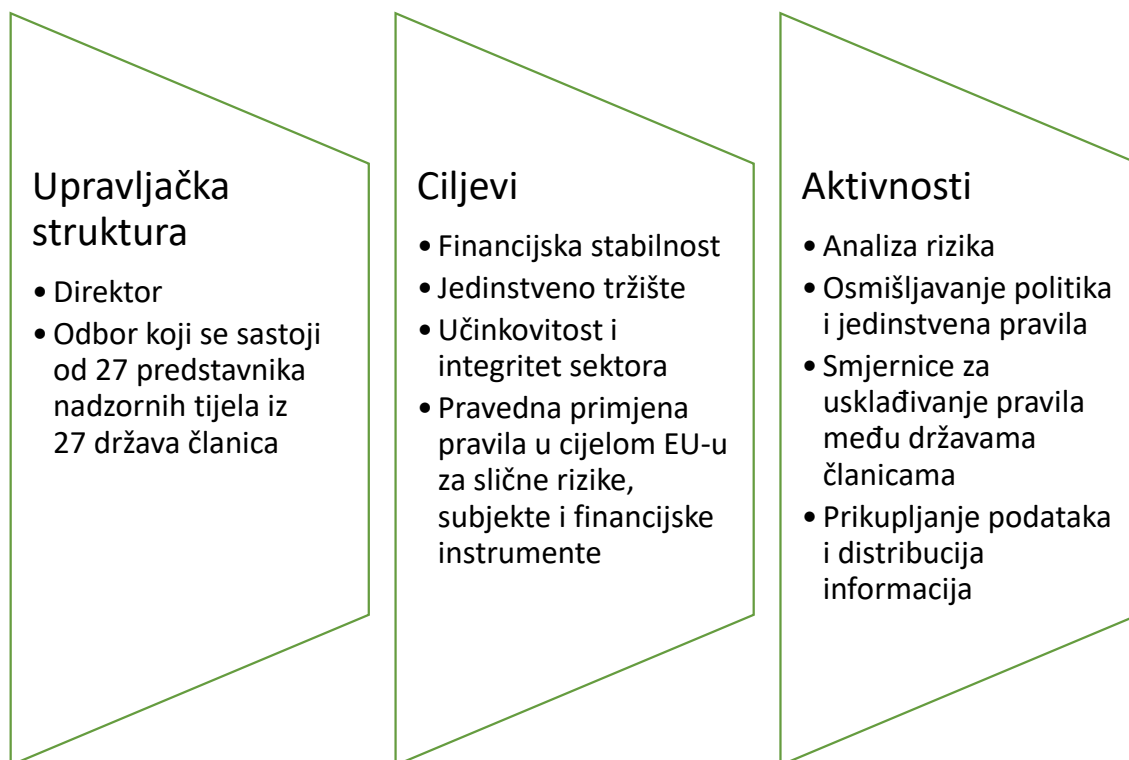 Upravljačka
struktura
• Direktor
• Odbor koji se sastoji
od 27 predstavnika
nadzornih tijela iz
27 država članica
Ciljevi
• Financijska stabilnost
• Jedinstveno tržište
• Učinkovitost i
integritet sektora
• Pravedna primjena
pravila u cijelom EU-u
za slične rizike,
subjekte i financijske
instrumente
Aktivnosti
• Analiza rizika
• Osmišljavanje politika
i jedinstvena pravila
• Smjernice za
usklađivanje pravila
među državama
članicama
• Prikupljanje podataka
i distribucija
informacija